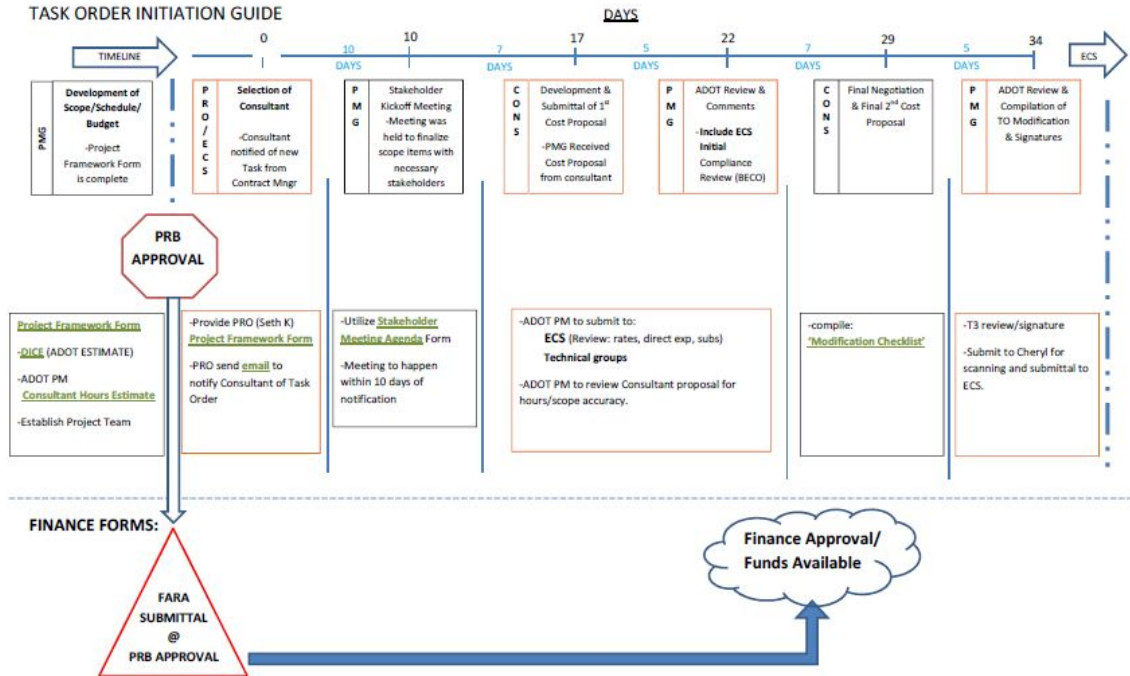 TASK ORDER INITIATION GUIDE
DAYS
TIMELINE
0
10
17
22
29
34
ECS
10
DAYS
7
DAYS
5
DAYS
7
DAYS
5
DAYS
PMG
Development of
Scope/Schedule/
Budget
-Project
Framework Form
is complete
PRO/ECS
Selection of
Consultant
-Consultant
notified of new
Task from
Contract Mngr
PMG
Stakeholder
Kickoff Meeting
-Meeting was
held to finalize
scope items with
necessary
stakeholders
CONS
Development &
Submittal of 1st
Cost Proposal
-PMG Received
Cost Proposal
from consultant
PMG
ADOT Review &
Comments
-Include ECS
Initial
Compliance
Review (BECO)
CONS
Final Negotiation
& Final 2nd Cost
Proposal
PMG
ADOT Review &
Compilation of
TO Modification
& Signatures
PRB
APPROVAL
Project Framework Form
-DICE (ADOT ESTIMATE)
-ADOT PM
Consultant Hours Estimate
-Establish Project Team
-Provide PRO (Seth K)
Project Framework Form
-PRO send email to
notify Consultant of Task
Order
-Utilize Stakeholder
Meeting Agenda Form
-Meeting to happen
within 10 days of
notification
-ADOT PM to submit to:
ECS (Review: rates, direct exp, subs)
Technical groups
-ADOT PM to review Consultant proposal for
hours/scope accuracy.
-compile:
'Modification Checklist'
-T3 review/signature
-Submit to Cheryl for
scanning and submittal to
ECS.
FINANCE FORMS:
FARA
SUBMITTAL
@
PRB APPROVAL
Finance Approval/
Funds Available